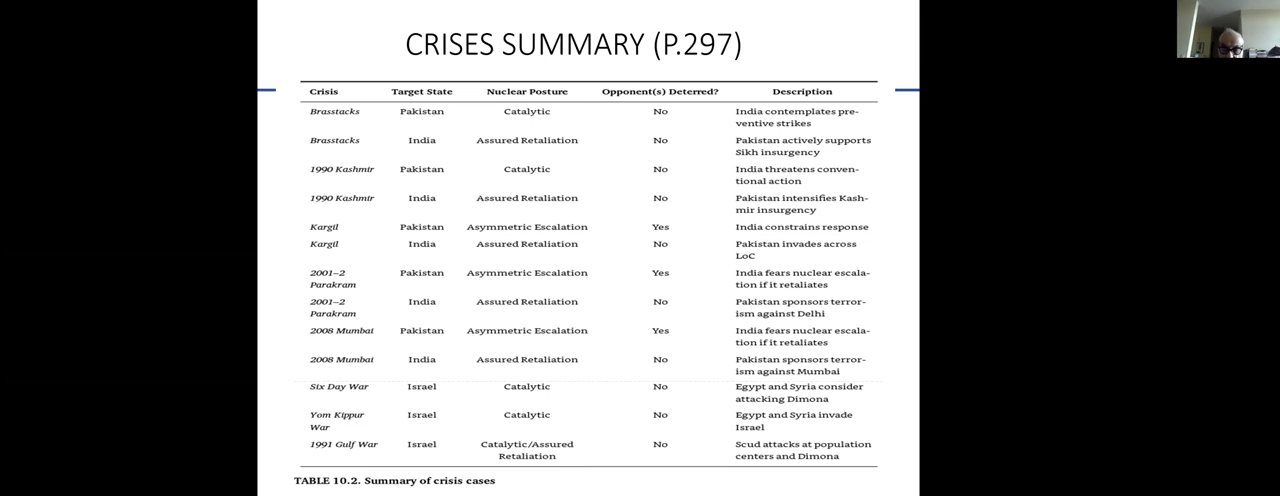 CRISES SUMMARY (P.297)
Crisis Target State Nuclear Posture Opponent(s) Deterred? Description
Brasstacks Pakistan Catalytic No India contemplates pre-
ventive strikes
Brasstacks India Assured Retaliation No Pakistan actively supports
Sikh insurgency
1990 Kashmir Pakistan Catalytic No India threatens conven-
tional action
1990 Kashmir India Assured Retaliation No Pakistan intensifies Kash-
mir insurgency
Kargil Pakistan Asymmetric Escalation Yes India constrains response
Kargil India Assured Retaliation No Pakistan invades across
LoC
2001–2 Pakistan Asymmetric Escalation Yes India fears nuclear escala-
Parakram tion if it retaliates
2001–2 India Assured Retaliation No Pakistan sponsors terror-
Parakram ism against Delhi
2008 Mumbai Pakistan Asymmetric Escalation Yes India fears nuclear escala-
tion if it retaliates
2008 Mumbai India Assured Retaliation No Pakistan sponsors terror-
ism against Mumbai
Six Day War Israel Catalytic No Egypt and Syria consider
attacking Dimona
Yom Kippur Israel Catalytic No Egypt and Syria invade
War Israel
1991 Gulf War Israel Catalytic/Assured No Scud attacks at population
Retaliation centers and Dimona
TABLE 10.2. Summary of crisis cases